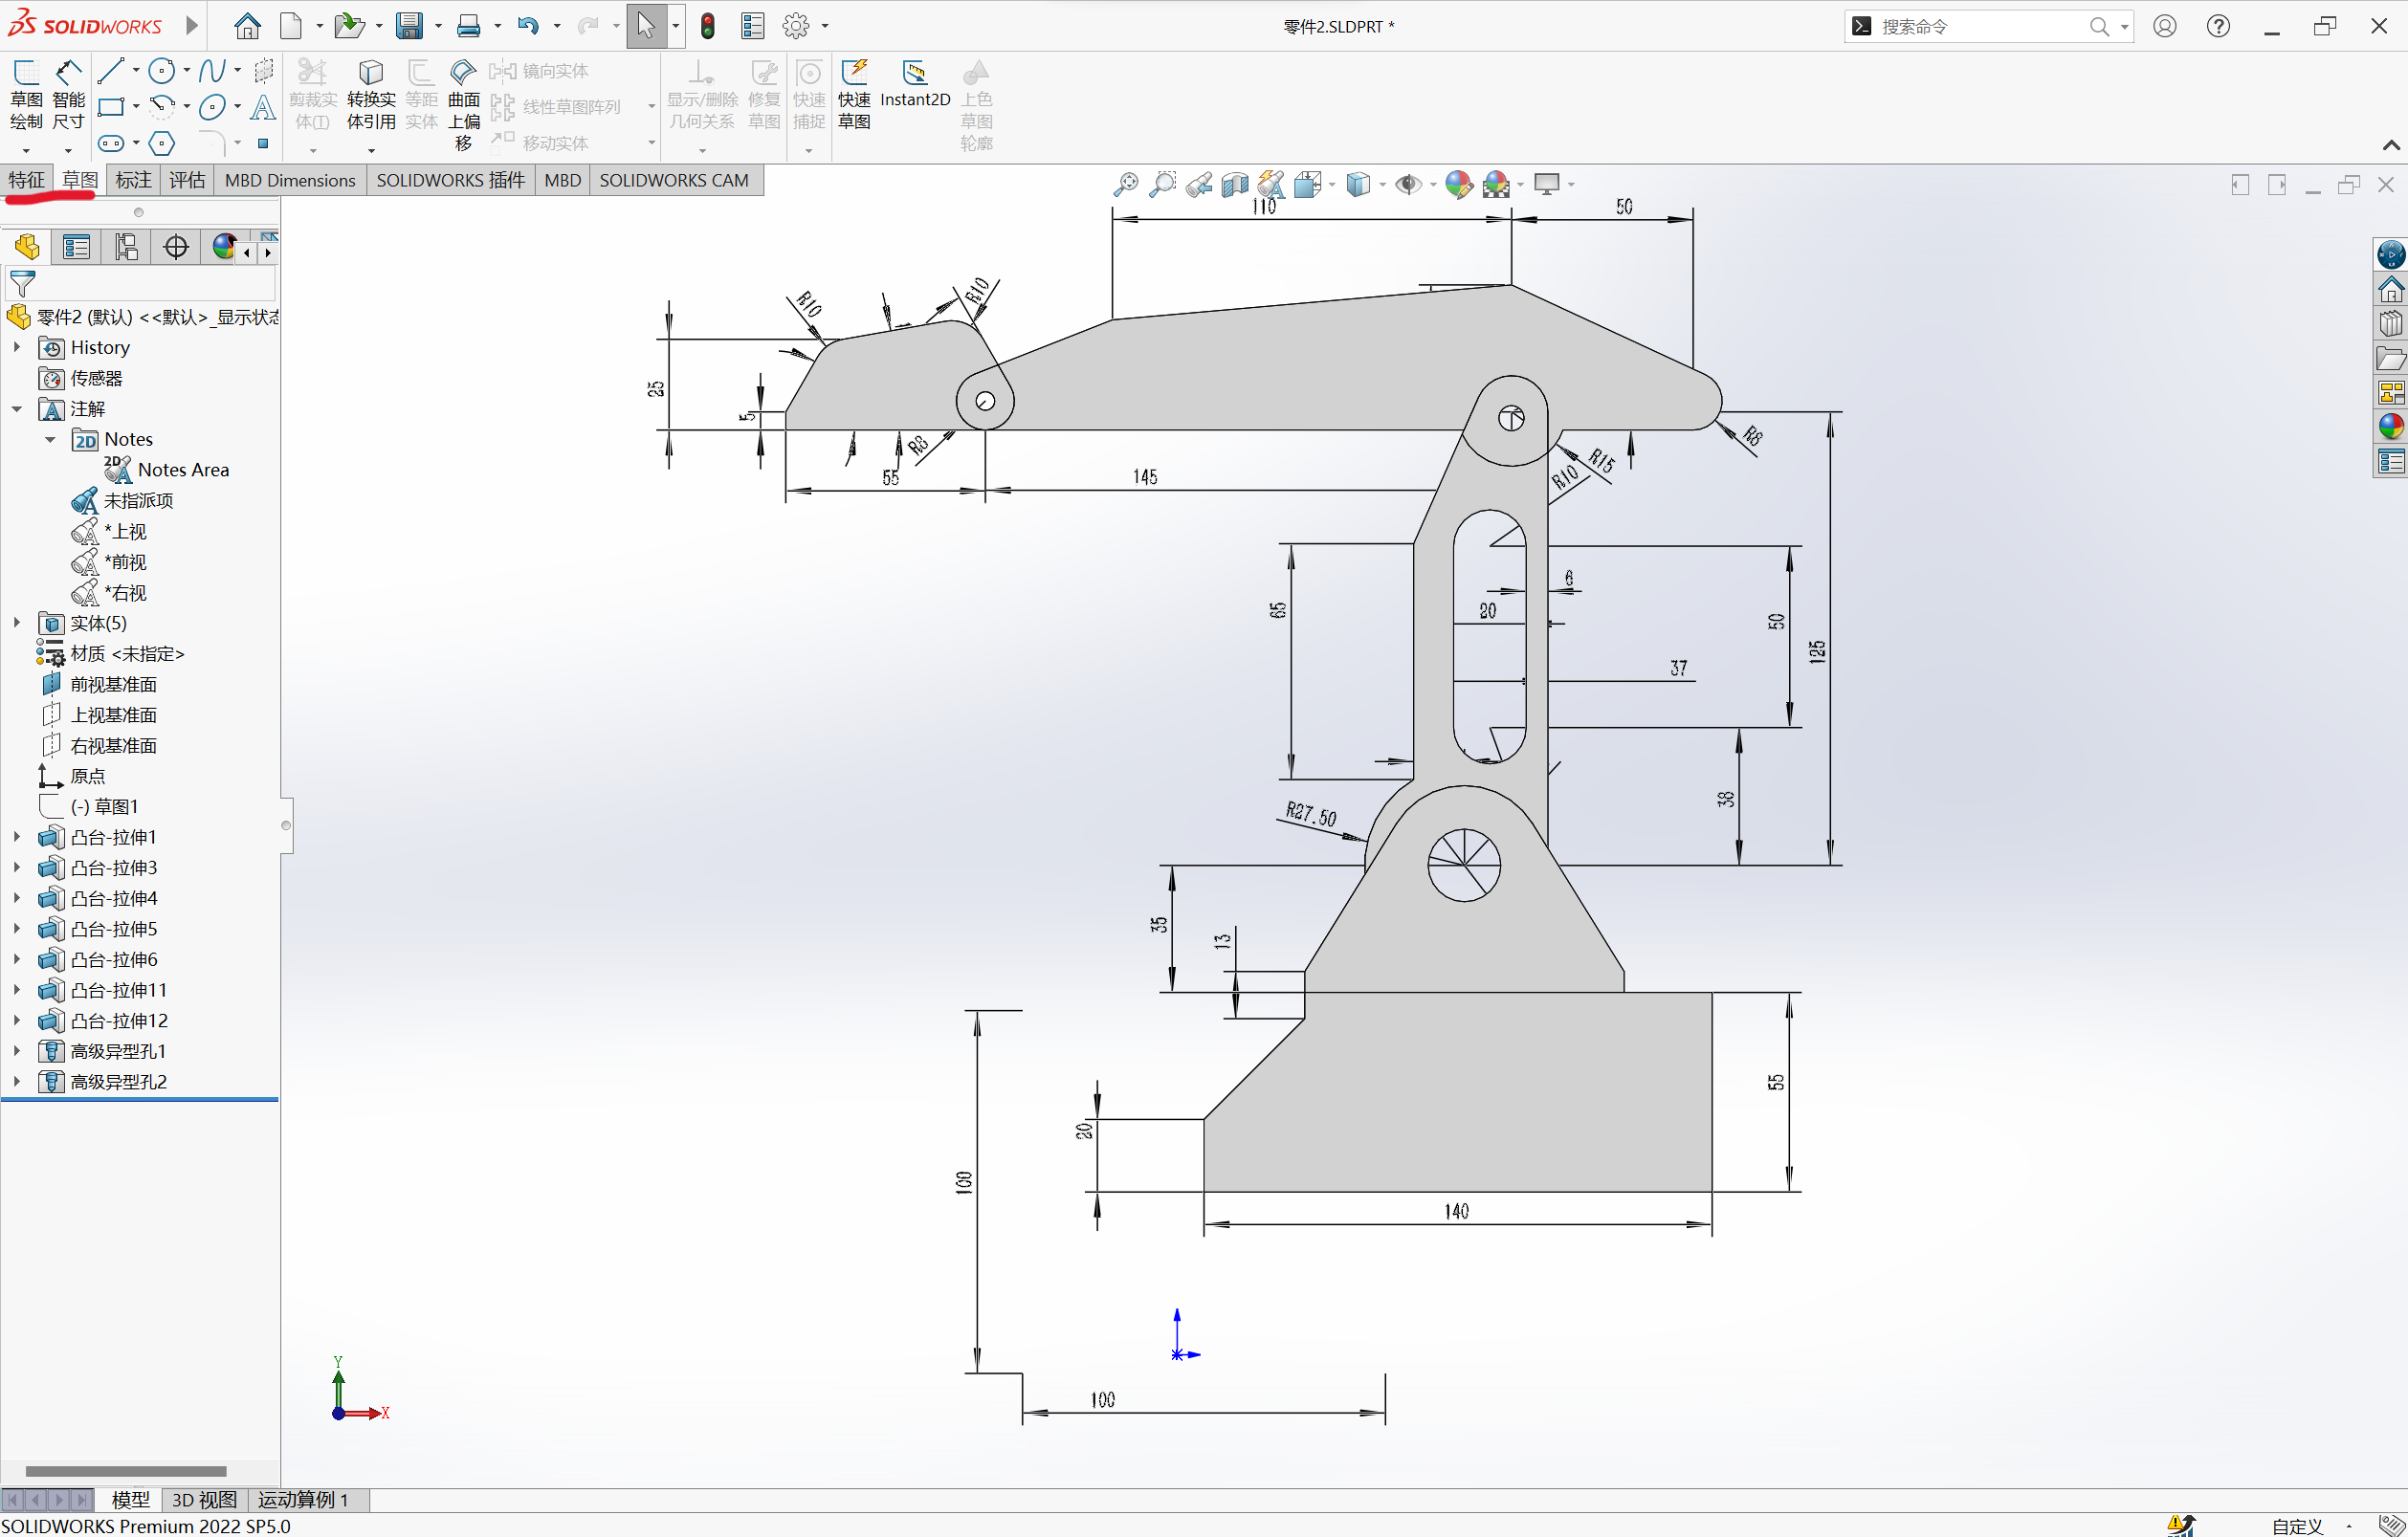 SOLIDWORKS
零件2.SLDPRT *
搜索命令
草图绘制
智能尺寸
剪裁实体(T)
转换实体引用
等距实体
曲面上偏移
镜向实体
线性草图阵列
移动实体
显示/删除几何关系
修复草图
快速捕捉
快速草图
Instant2D
上色草图轮廓
特征 草图 标注 评估 MBD Dimensions SOLIDWORKS 插件 MBD SOLIDWORKS CAM
零件2 (默认) <<默认>_显示状态
History
传感器
注解
Notes
Notes Area
未指派项
*上视
*前视
*右视
实体(5)
材质 <未指定>
前视基准面
上视基准面
右视基准面
原点
(-) 草图1
凸台-拉伸1
凸台-拉伸3
凸台-拉伸4
凸台-拉伸5
凸台-拉伸6
凸台-拉伸11
凸台-拉伸12
高级异型孔1
高级异型孔2
110
50
R10
R10
25
5
R8
55
145
R8
R15
R10
65
6
20
50
125
37
38
R27.50
35
13
20
55
100
140
100
Y
X
模型 3D 视图 运动算例 1
SOLIDWORKS Premium 2022 SP5.0
自定义